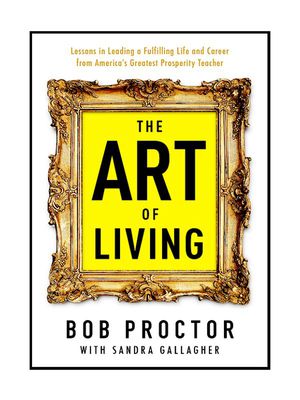 Lessons in Leading a Fulfilling Life and Career
from America's Greatest Prosperity Teacher
THE
ART
OF
LIVING
BOB PROCTOR
WITH SANDRA GALLAGHER